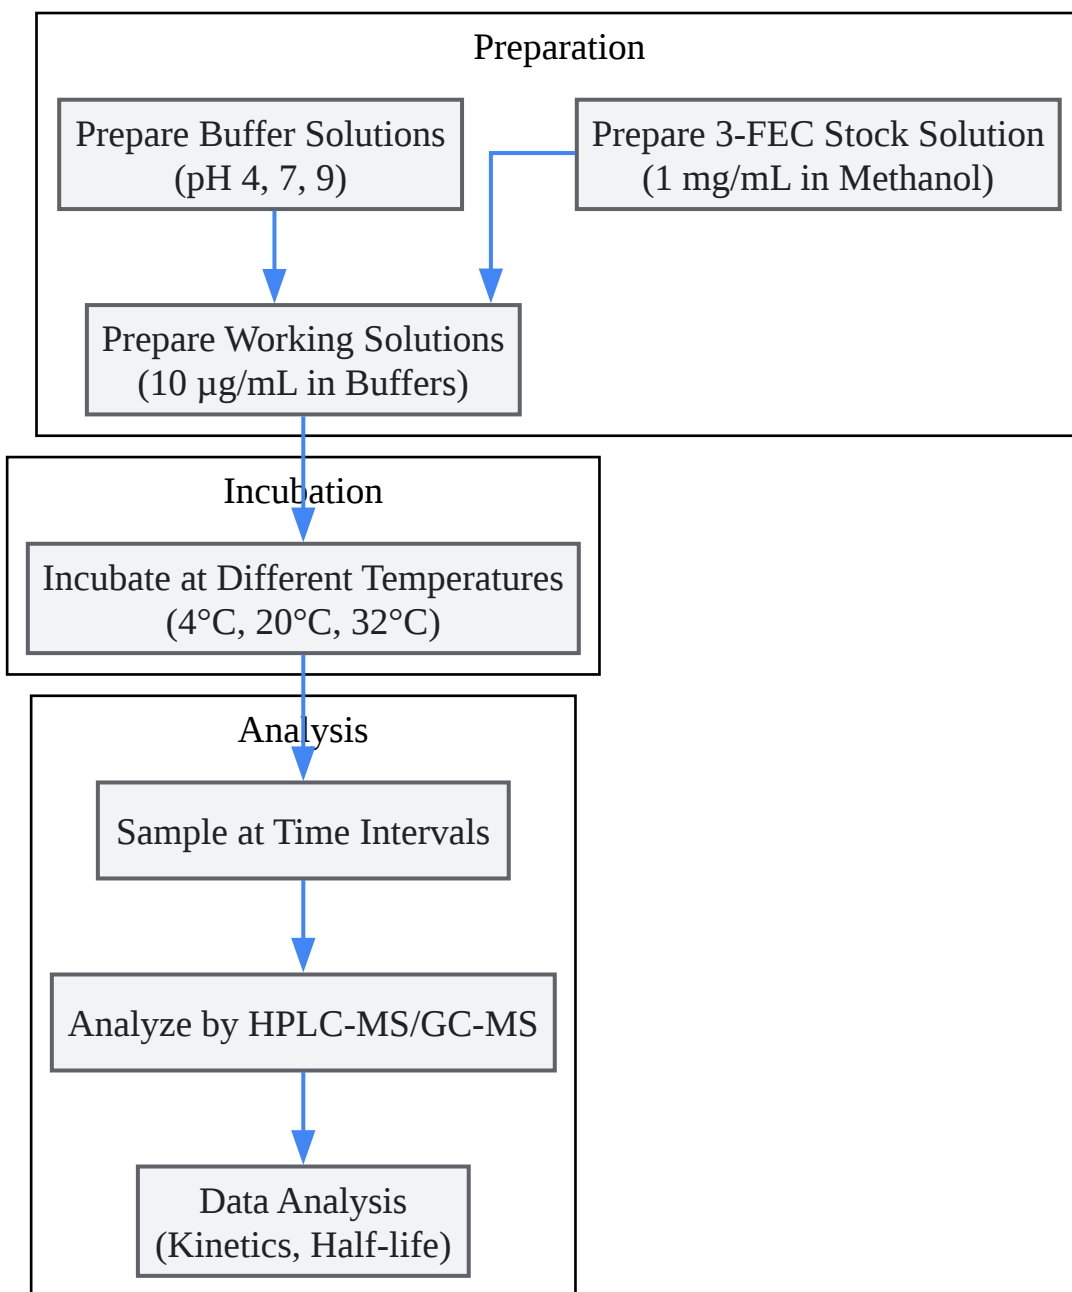 Preparation
Prepare Buffer Solutions
(pH 4, 7, 9)
Prepare 3-FEC Stock Solution
(1 mg/mL in Methanol)
Prepare Working Solutions
(10 µg/mL in Buffers)
Incubation
Incubate at Different Temperatures
(4°C, 20°C, 32°C)
Analysis
Sample at Time Intervals
Analyze by HPLC-MS/GC-MS
Data Analysis
(Kinetics, Half-life)